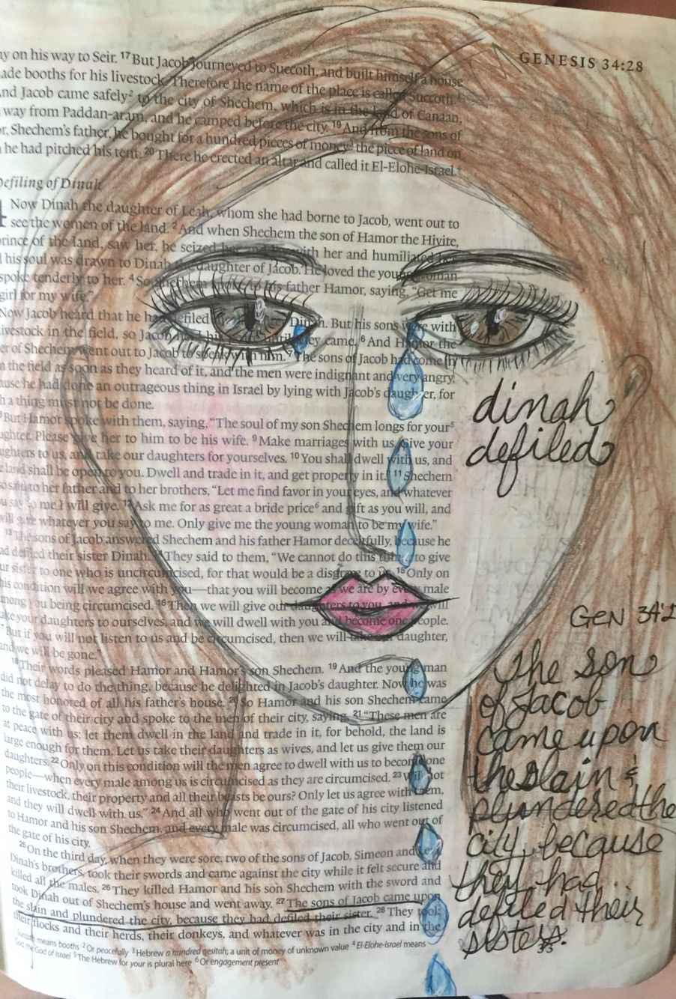 GENESIS 34:28
ay on his way to Seir. 17 But Jacob journeyed to Succoth, and built himself a house
ade booths for his livestock. Therefore the name of the place is called Succoth.
And Jacob came safely2 to the city of Shechem, which is in the land of Canaan,
way from Paddan-aram, and he camped before the city. 19 And from the sons of
or, Shechem's father, he bought for a hundred pieces of money3 the piece of land on
h he had pitched his tent. 20 There he erected an altar and called it El-Elohe-Israel.4
Defiling of Dinah
Now Dinah the daughter of Leah, whom she had borne to Jacob, went out to
see the women of the land. 2 And when Shechem the son of Hamor the Hivite,
prince of the land, saw her, he seized her and lay with her and humiliated her.
d his soul was drawn to Dinah the daughter of Jacob. He loved the young woman
spoke tenderly to her. 4 So Shechem spoke to his father Hamor, saying, "Get me
girl for my wife."
Now Jacob heard that he had defiled Dinah. But his sons were with
ivestock in the field, so Jacob held his until they came. 6 And Hamor the
er of Shechem went out to Jacob to speak with him. 7 The sons of Jacob had come in
m the field as soon as they heard of it, and the men were indignant and very angry,
ause he had done an outrageous thing in Israel by lying with Jacob's daughter, for
h a thing must not be done.
8 But Hamor spoke with them, saying, "The soul of my son Shechem longs for your5
ughter. Please give her to him to be his wife. 9 Make marriages with us. Give your
ughters to us, and take our daughters for yourselves. 10 You shall dwell with us, and
e land shall be open to you. Dwell and trade in it, and get property in it." 11 Shechem
so said to her father and to her brothers, "Let me find favor in your eyes, and whatever
ou say to me I will give. 12 Ask me for as great a bride price6 and gift as you will, and
will give whatever you say to me. Only give me the young woman to be my wife."
13 The sons of Jacob answered Shechem and his father Hamor deceitfully, because he
ad defiled their sister Dinah. 14 They said to them, "We cannot do this thing, to give
ur sister to one who is uncircumcised, for that would be a disgrace to us. 15 Only on
his condition will we agree with you—that you will become as we are by every male
mong you being circumcised. 16 Then we will give our daughters to you, and we will
ake your daughters to ourselves, and we will dwell with you and become one people.
7 But if you will not listen to us and be circumcised, then we will take our daughter,
and we will be gone."
18 Their words pleased Hamor and Hamor's son Shechem. 19 And the young man
did not delay to do the thing, because he delighted in Jacob's daughter. Now he was
the most honored of all his father's house. 20 So Hamor and his son Shechem came
to the gate of their city and spoke to the men of their city, saying, 21 "These men are
at peace with us; let them dwell in the land and trade in it, for behold, the land is
large enough for them. Let us take their daughters as wives, and let us give them our
daughters. 22 Only on this condition will the men agree to dwell with us to become one
people—when every male among us is circumcised as they are circumcised. 23 Will not
their livestock, their property and all their beasts be ours? Only let us agree with them,
and they will dwell with us." 24 And all who went out of the gate of his city listened
to Hamor and his son Shechem, and every male was circumcised, all who went out of
the gate of his city.
25 On the third day, when they were sore, two of the sons of Jacob, Simeon and Levi,
Dinah's brothers, took their swords and came against the city while it felt secure and
killed all the males. 26 They killed Hamor and his son Shechem with the sword and
took Dinah out of Shechem's house and went away. 27 The sons of Jacob came upon
the slain and plundered the city, because they had defiled their sister. 28 They took
their flocks and their herds, their donkeys, and whatever was in the city and in the
Succoth means booths 2 Or peacefully 3 Hebrew a hundred qesitah; a unit of money of unknown value 4 El-Elohe-Israel means
God, the God of Israel 5 The Hebrew for your is plural here 6 Or engagement present
dinah
defiled
GEN 34:2
The son
of Jacob
came upon
the slain &
plundered the
city, because
they had
defiled their
sisters.